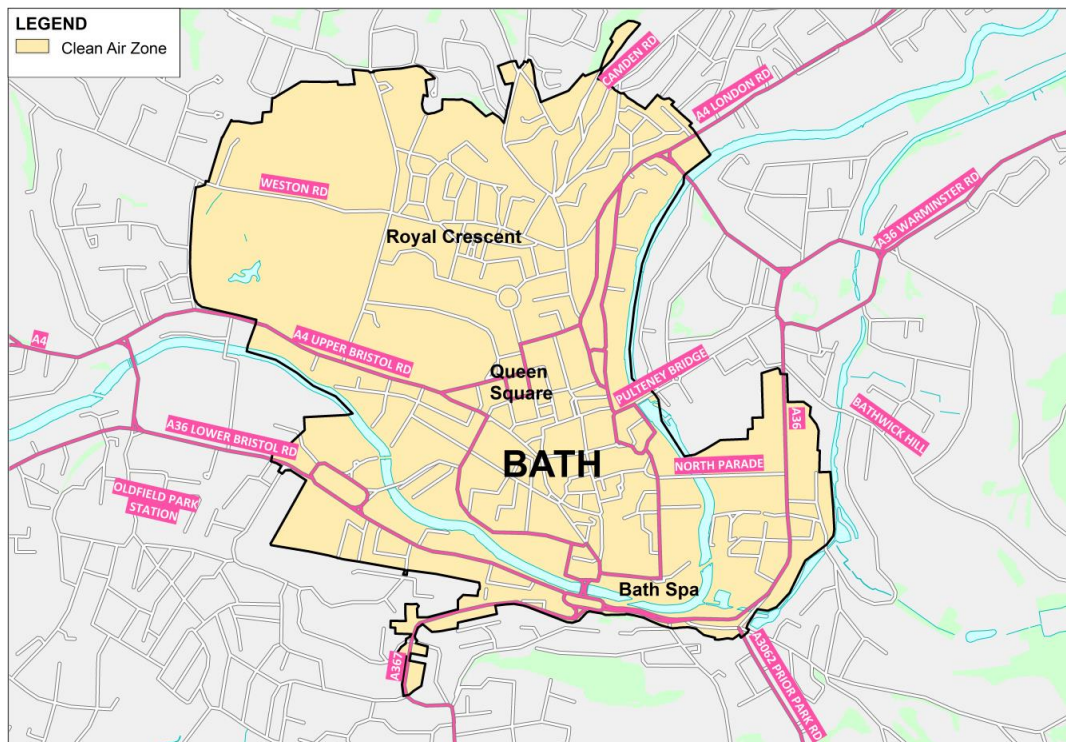 LEGEND
Clean Air Zone
CAMDEN RD
A4 LONDON RD
WESTON RD
Royal Crescent
A36 WARMINSTER RD
A4
A4 UPPER BRISTOL RD
Queen
Square
PULTENEY BRIDGE
A36
BATHWICK HILL
A36 LOWER BRISTOL RD
BATH
NORTH PARADE
OLDFIELD PARK
STATION
Bath Spa
A367
A3062 PRIOR PARK RD